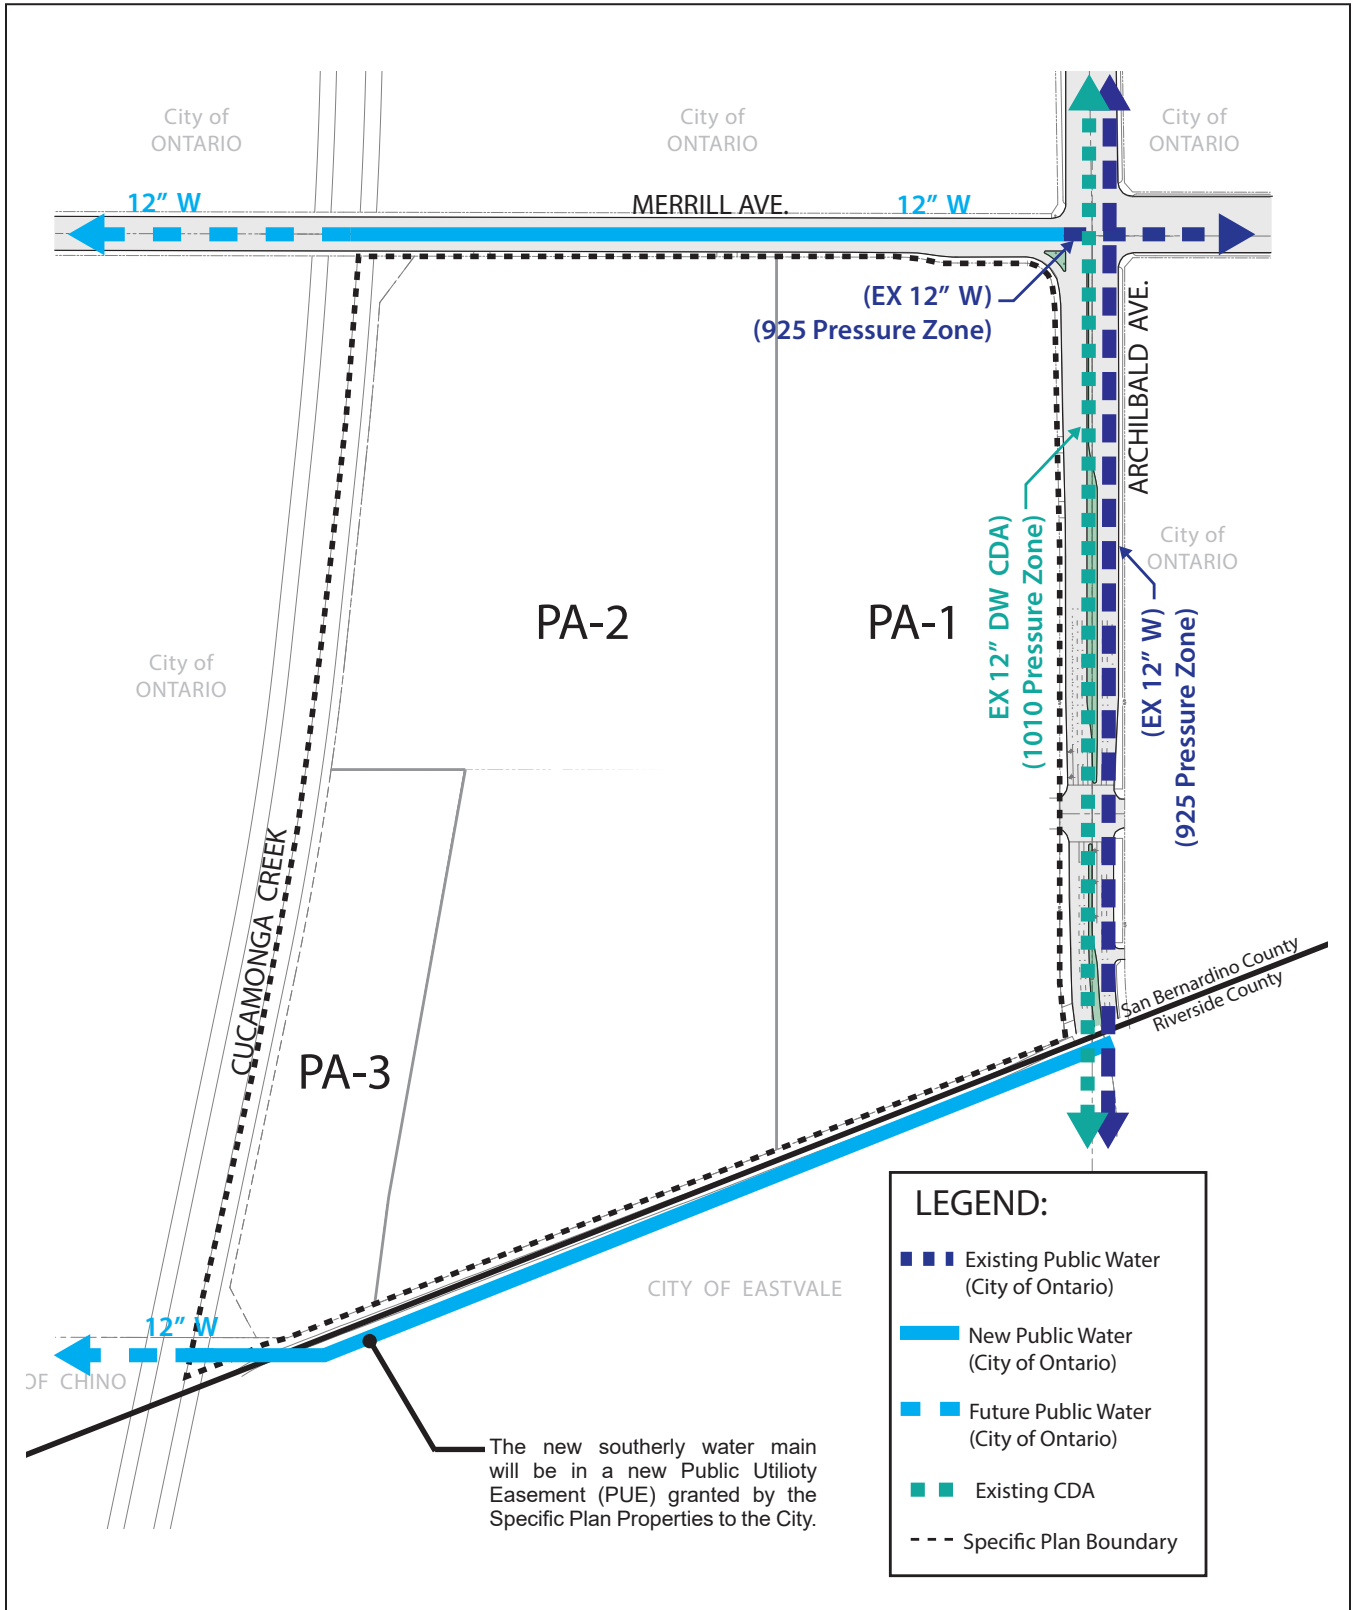 City of
ONTARIO
City of
ONTARIO
City of
ONTARIO
12” W
MERRILL AVE.
12” W
(EX 12” W)
(925 Pressure Zone)
ARCHILBALD AVE.
EX 12” DW CDA)
(1010 Pressure Zone)
City of
ONTARIO
(EX 12” W)
(925 Pressure Zone)
PA-2
PA-1
City of
ONTARIO
CUCAMONGA CREEK
PA-3
San Bernardino County
Riverside County
CITY OF EASTVALE
12” W
OF CHINO
The new southerly water main
will be in a new Public Utilioty
Easement (PUE) granted by the
Specific Plan Properties to the City.
LEGEND:
Existing Public Water
(City of Ontario)
New Public Water
(City of Ontario)
Future Public Water
(City of Ontario)
Existing CDA
Specific Plan Boundary